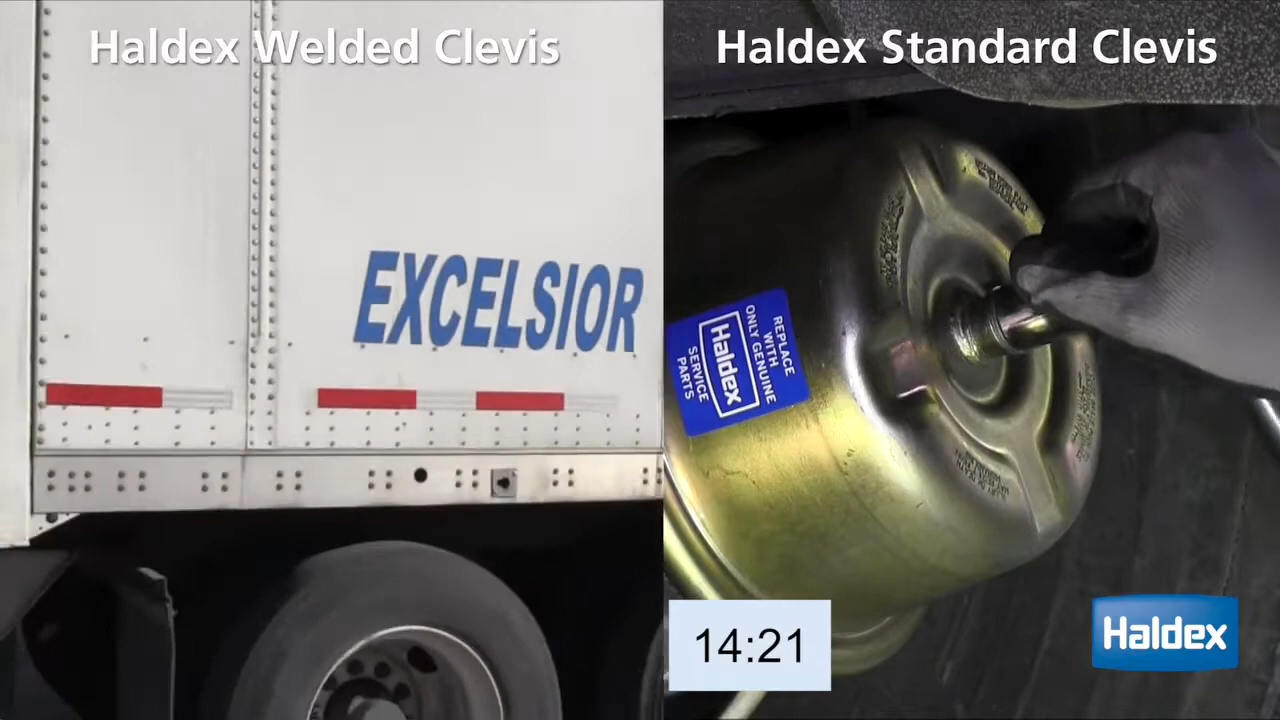 Haldex Welded Clevis
Haldex Standard Clevis
EXCELSIOR
REPLACE
WITH
ONLY GENUINE
Haldex
SERVICE
PARTS
14:21
Haldex